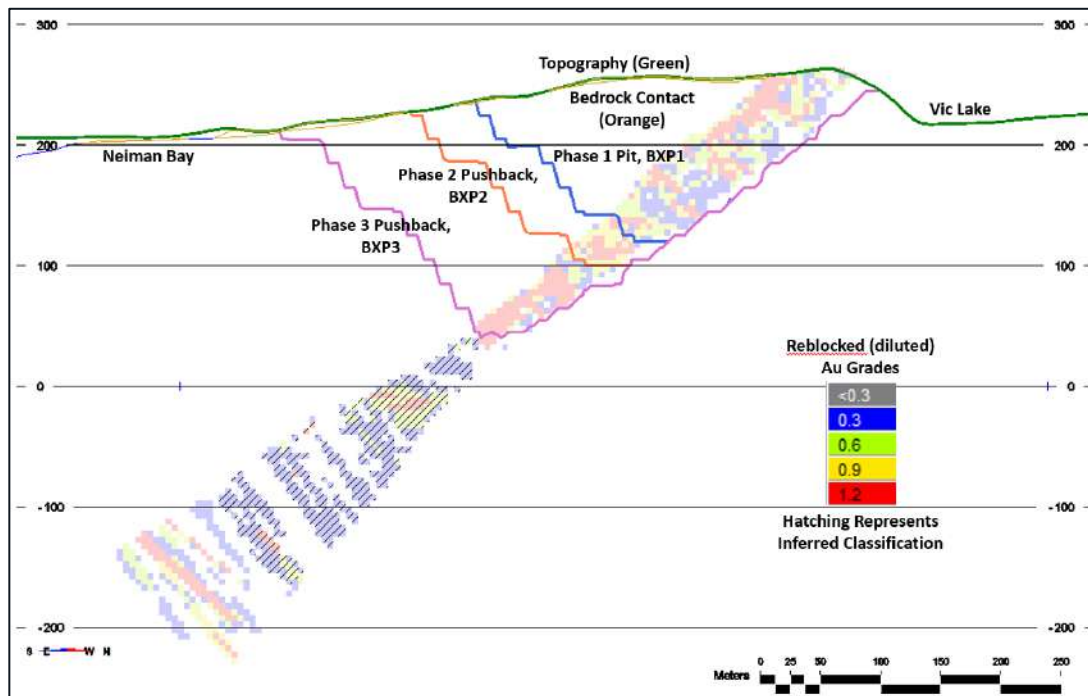 300
300
Topography (Green)
Bedrock Contact
(Orange)
Vic Lake
200
200
Neiman Bay
Phase 1 Pit, BXP1
Phase 2 Pushback,
BXP2
Phase 3 Pushback,
BXP3
100
100
Reblocked (diluted)
Au Grades
0
0
<0.3
0.3
0.6
0.9
1.2
-100
-100
Hatching Represents
Inferred Classification
-200
-200
S E W N
Meters
0 25 50 100 150 200 250